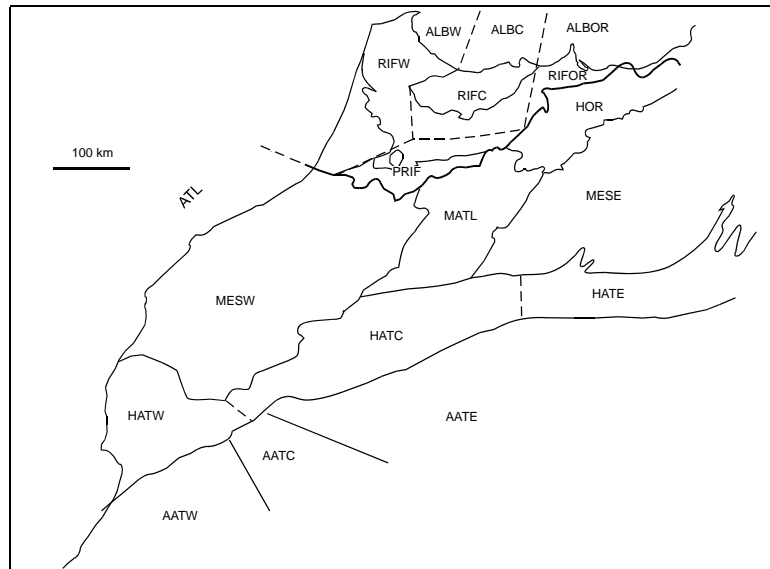 ALBW
ALBC
ALBOR
RIFW
RIFC
RIFOR
HOR
100 km
PRIF
ATL
MATL
MESE
MESW
HATE
HATC
HATW
AATE
AATC
AATW